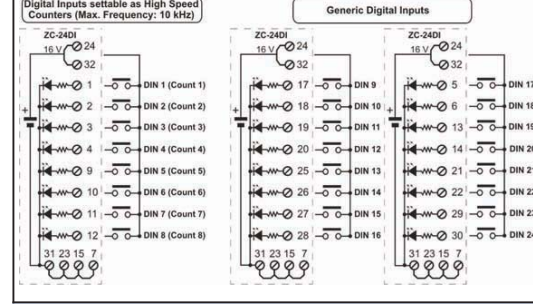 Digital Inputs settable as High Speed
Counters (Max. Frequency: 10 kHz)
Generic Digital Inputs
ZC-24DI
16 V 24
32
+
1 DIN 1 (Count 1)
2 DIN 2 (Count 2)
3 DIN 3 (Count 3)
4 DIN 4 (Count 4)
9 DIN 5 (Count 5)
10 DIN 6 (Count 6)
11 DIN 7 (Count 7)
12 DIN 8 (Count 8)
31 23 15 7
ZC-24DI
16 V 24
32
+
17 DIN 9
18 DIN 10
19 DIN 11
20 DIN 12
25 DIN 13
26 DIN 14
27 DIN 15
28 DIN 16
31 23 15 7
ZC-24DI
16 V 24
32
+
5 DIN 17
6 DIN 18
13 DIN 19
14 DIN 20
21 DIN 21
22 DIN 22
29 DIN 23
30 DIN 24
31 23 15 7